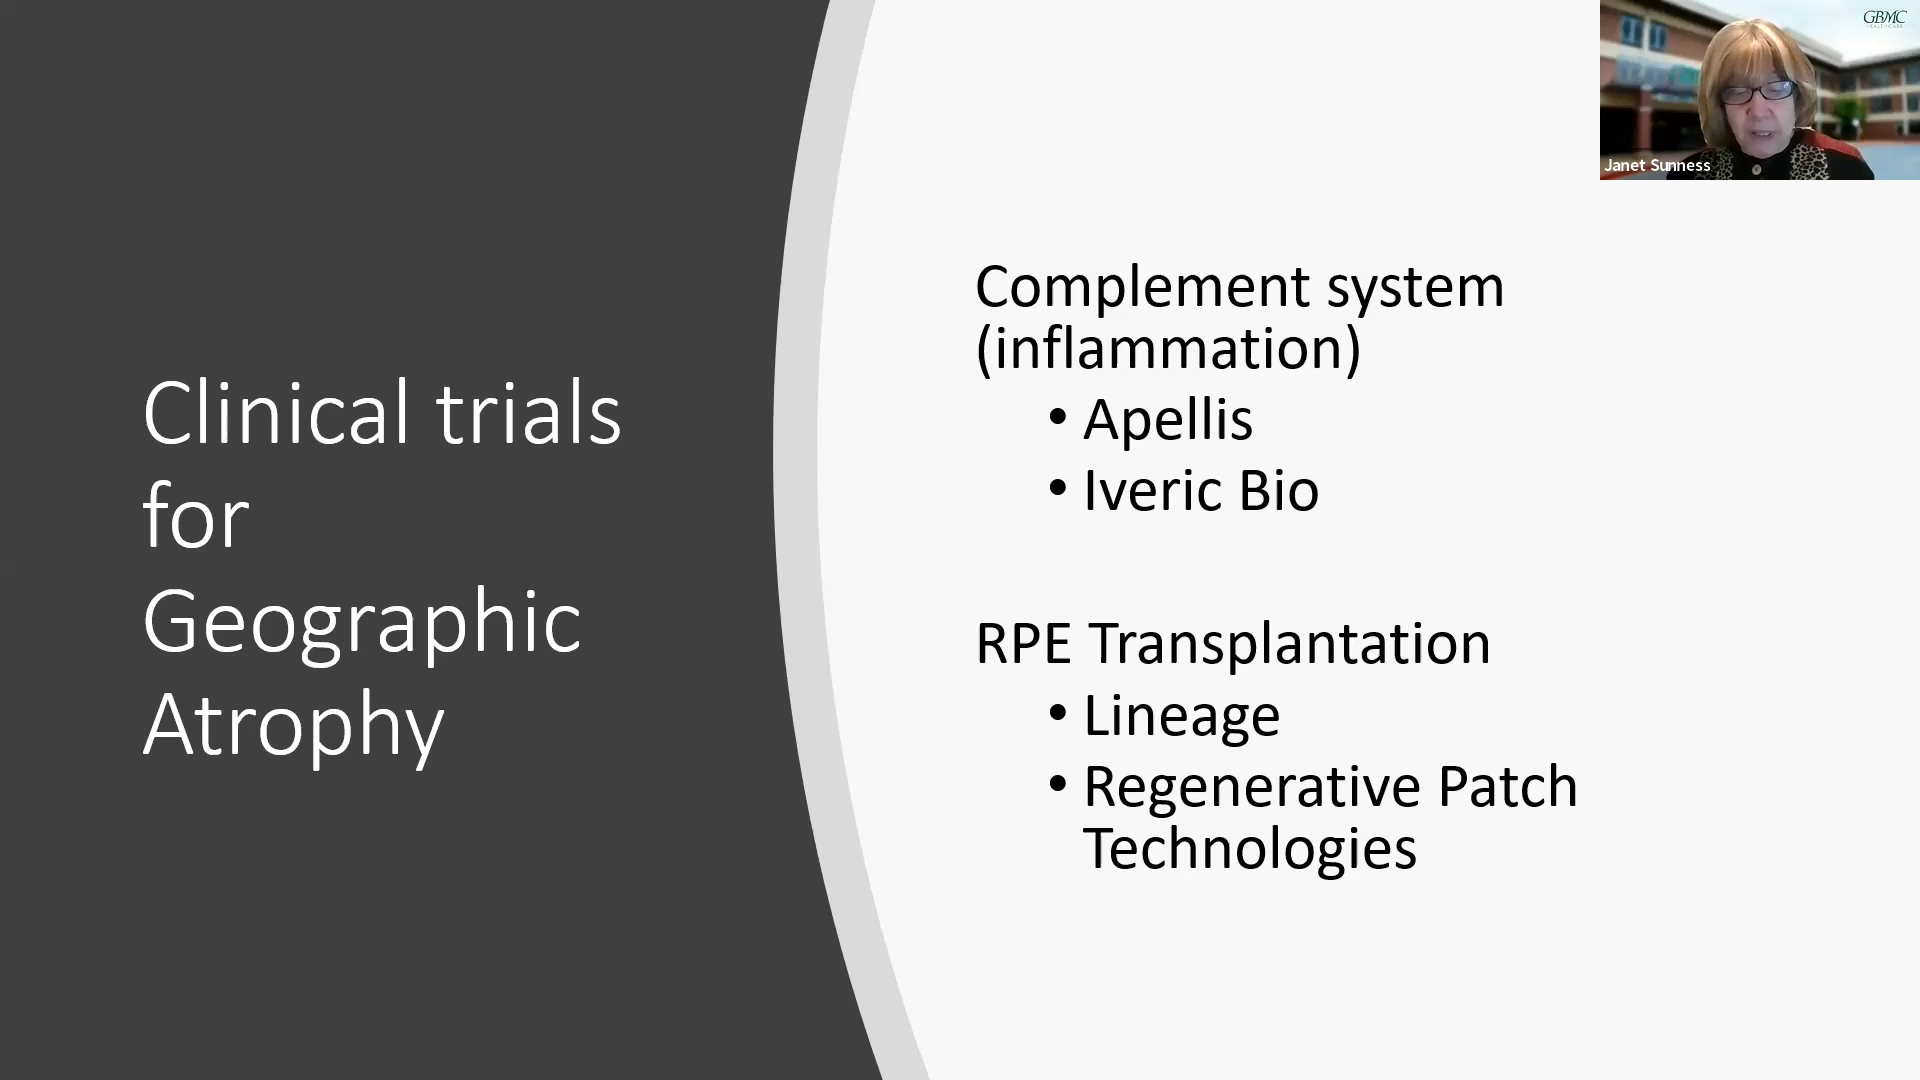 Clinical trials
for
Geographic
Atrophy
Complement system
(inflammation)
• Apellis
• Iveric Bio
RPE Transplantation
• Lineage
• Regenerative Patch
Technologies
GBMC
HEALTHCARE
Janet Sunness